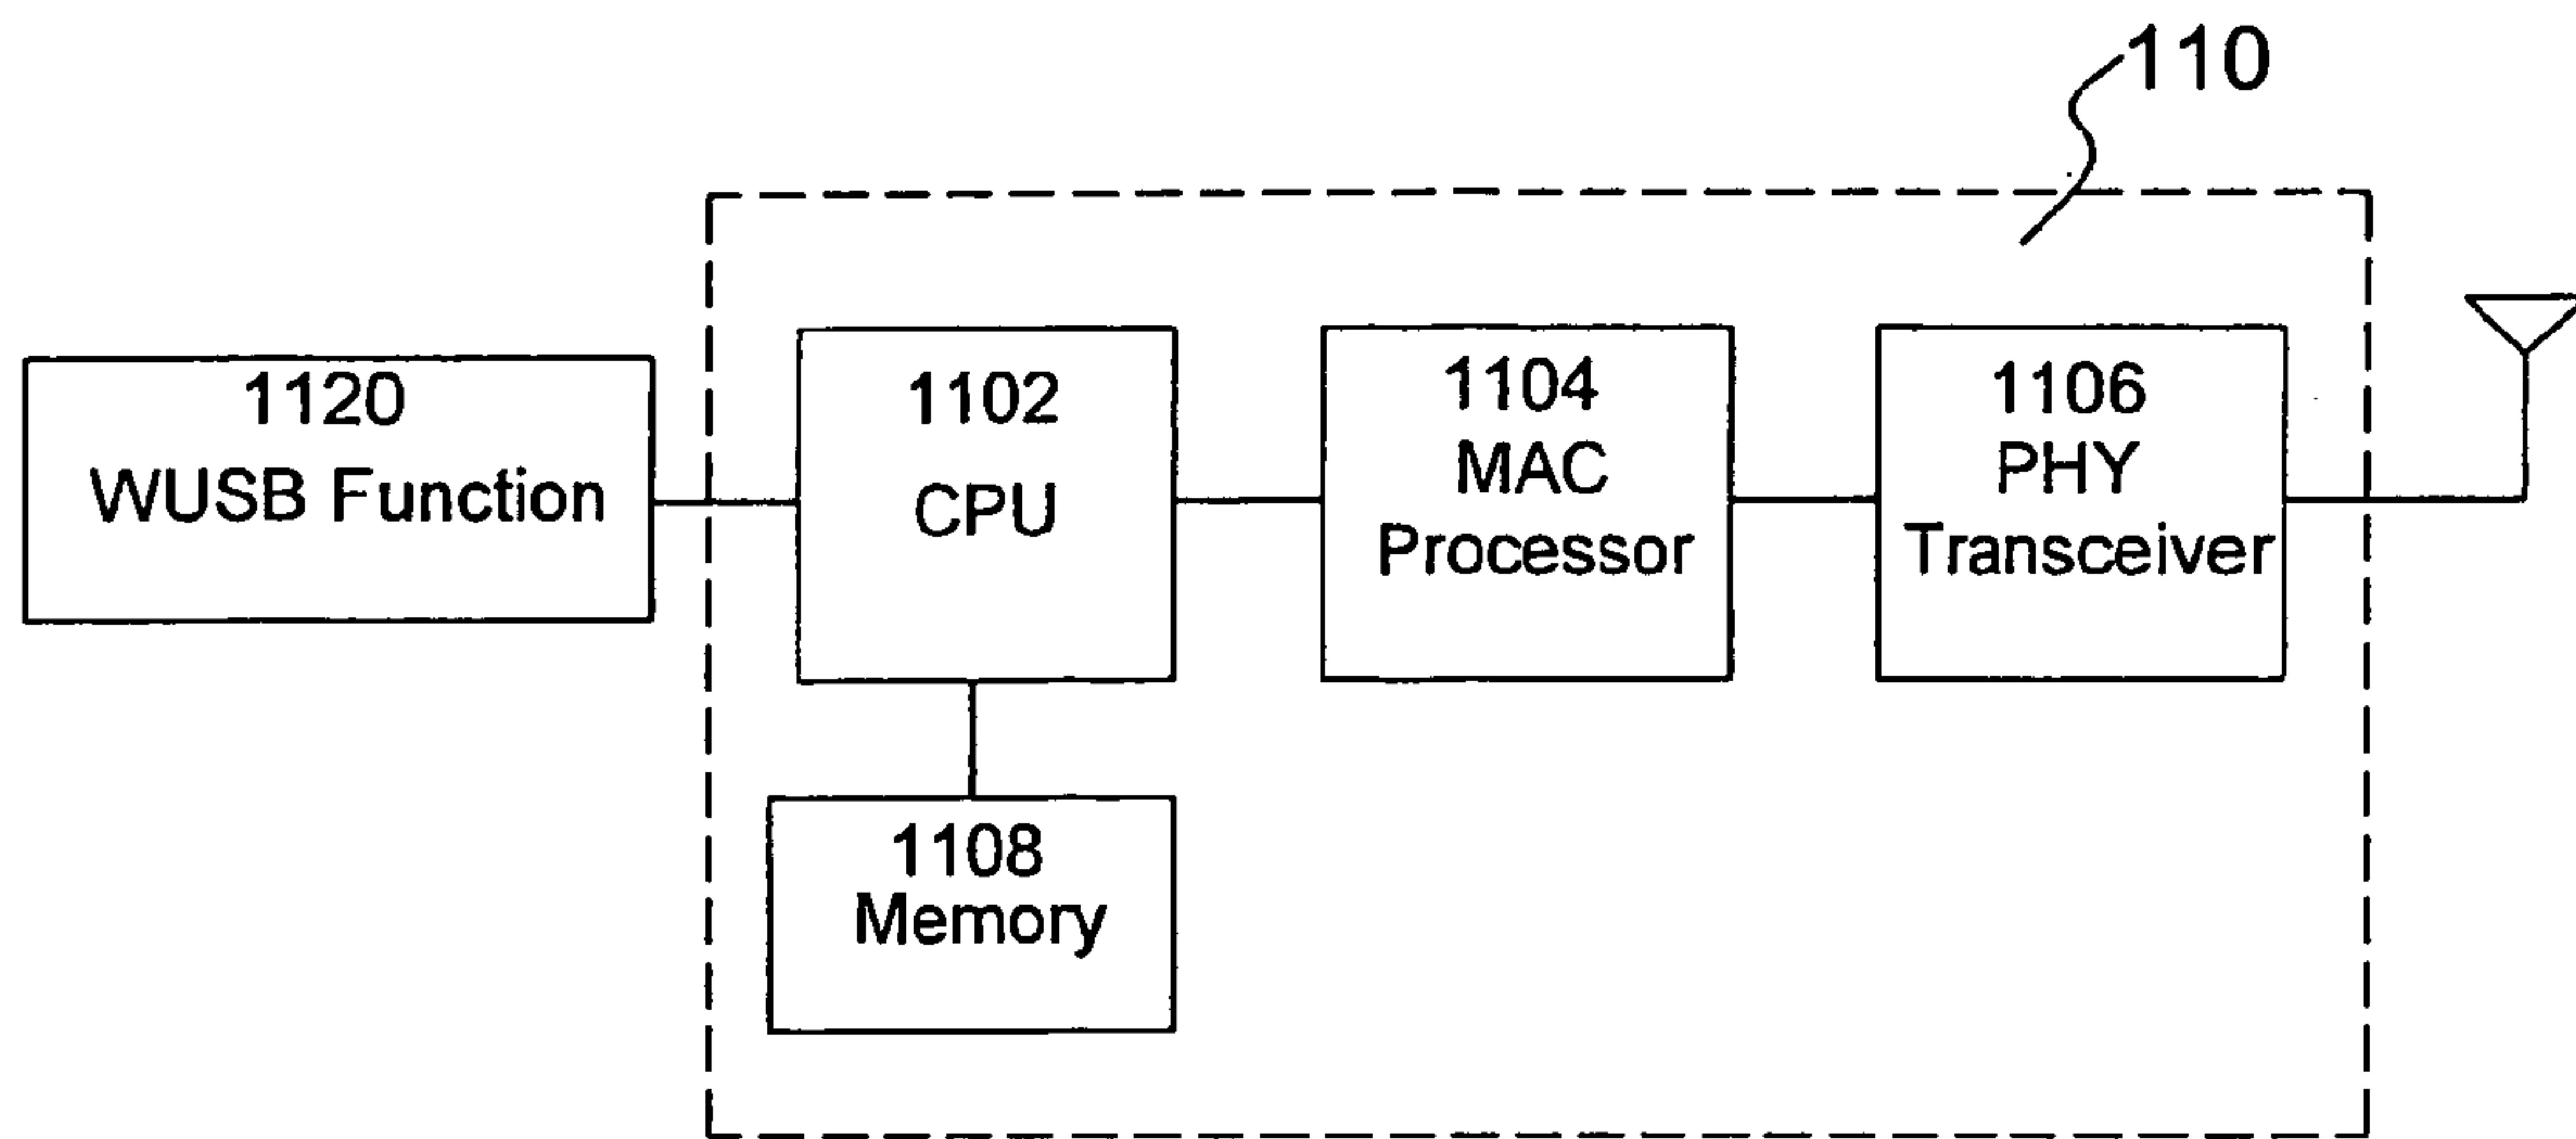 110
1120
WUSB Function
1102
CPU
1104
MAC
Processor
1106
PHY
Transceiver
1108
Memory